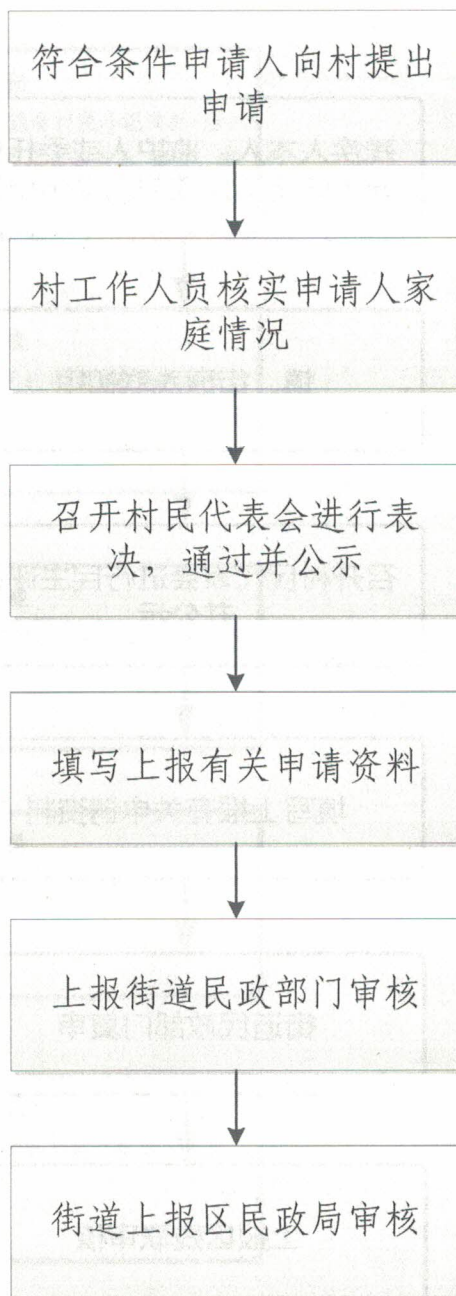 符合条件申请人向村提出
申请
村工作人员核实申请人家
庭情况
召开村民代表会进行表
决，通过并公示
填写上报有关申请资料
上报街道民政部门审核
街道上报区民政局审核